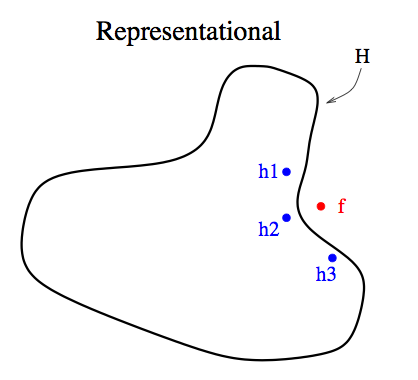 Representational
H
h1
f
h2
h3